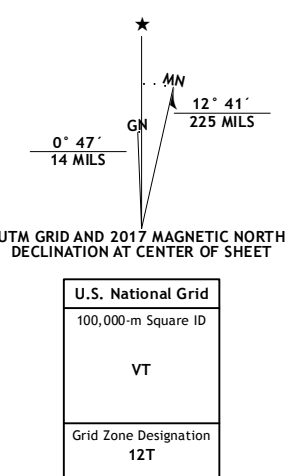 ★
MN
12° 41´
225 MILS
GN
0° 47´
14 MILS
UTM GRID AND 2017 MAGNETIC NORTH
DECLINATION AT CENTER OF SHEET
U.S. National Grid
100,000-m Square ID
VT
Grid Zone Designation
12T